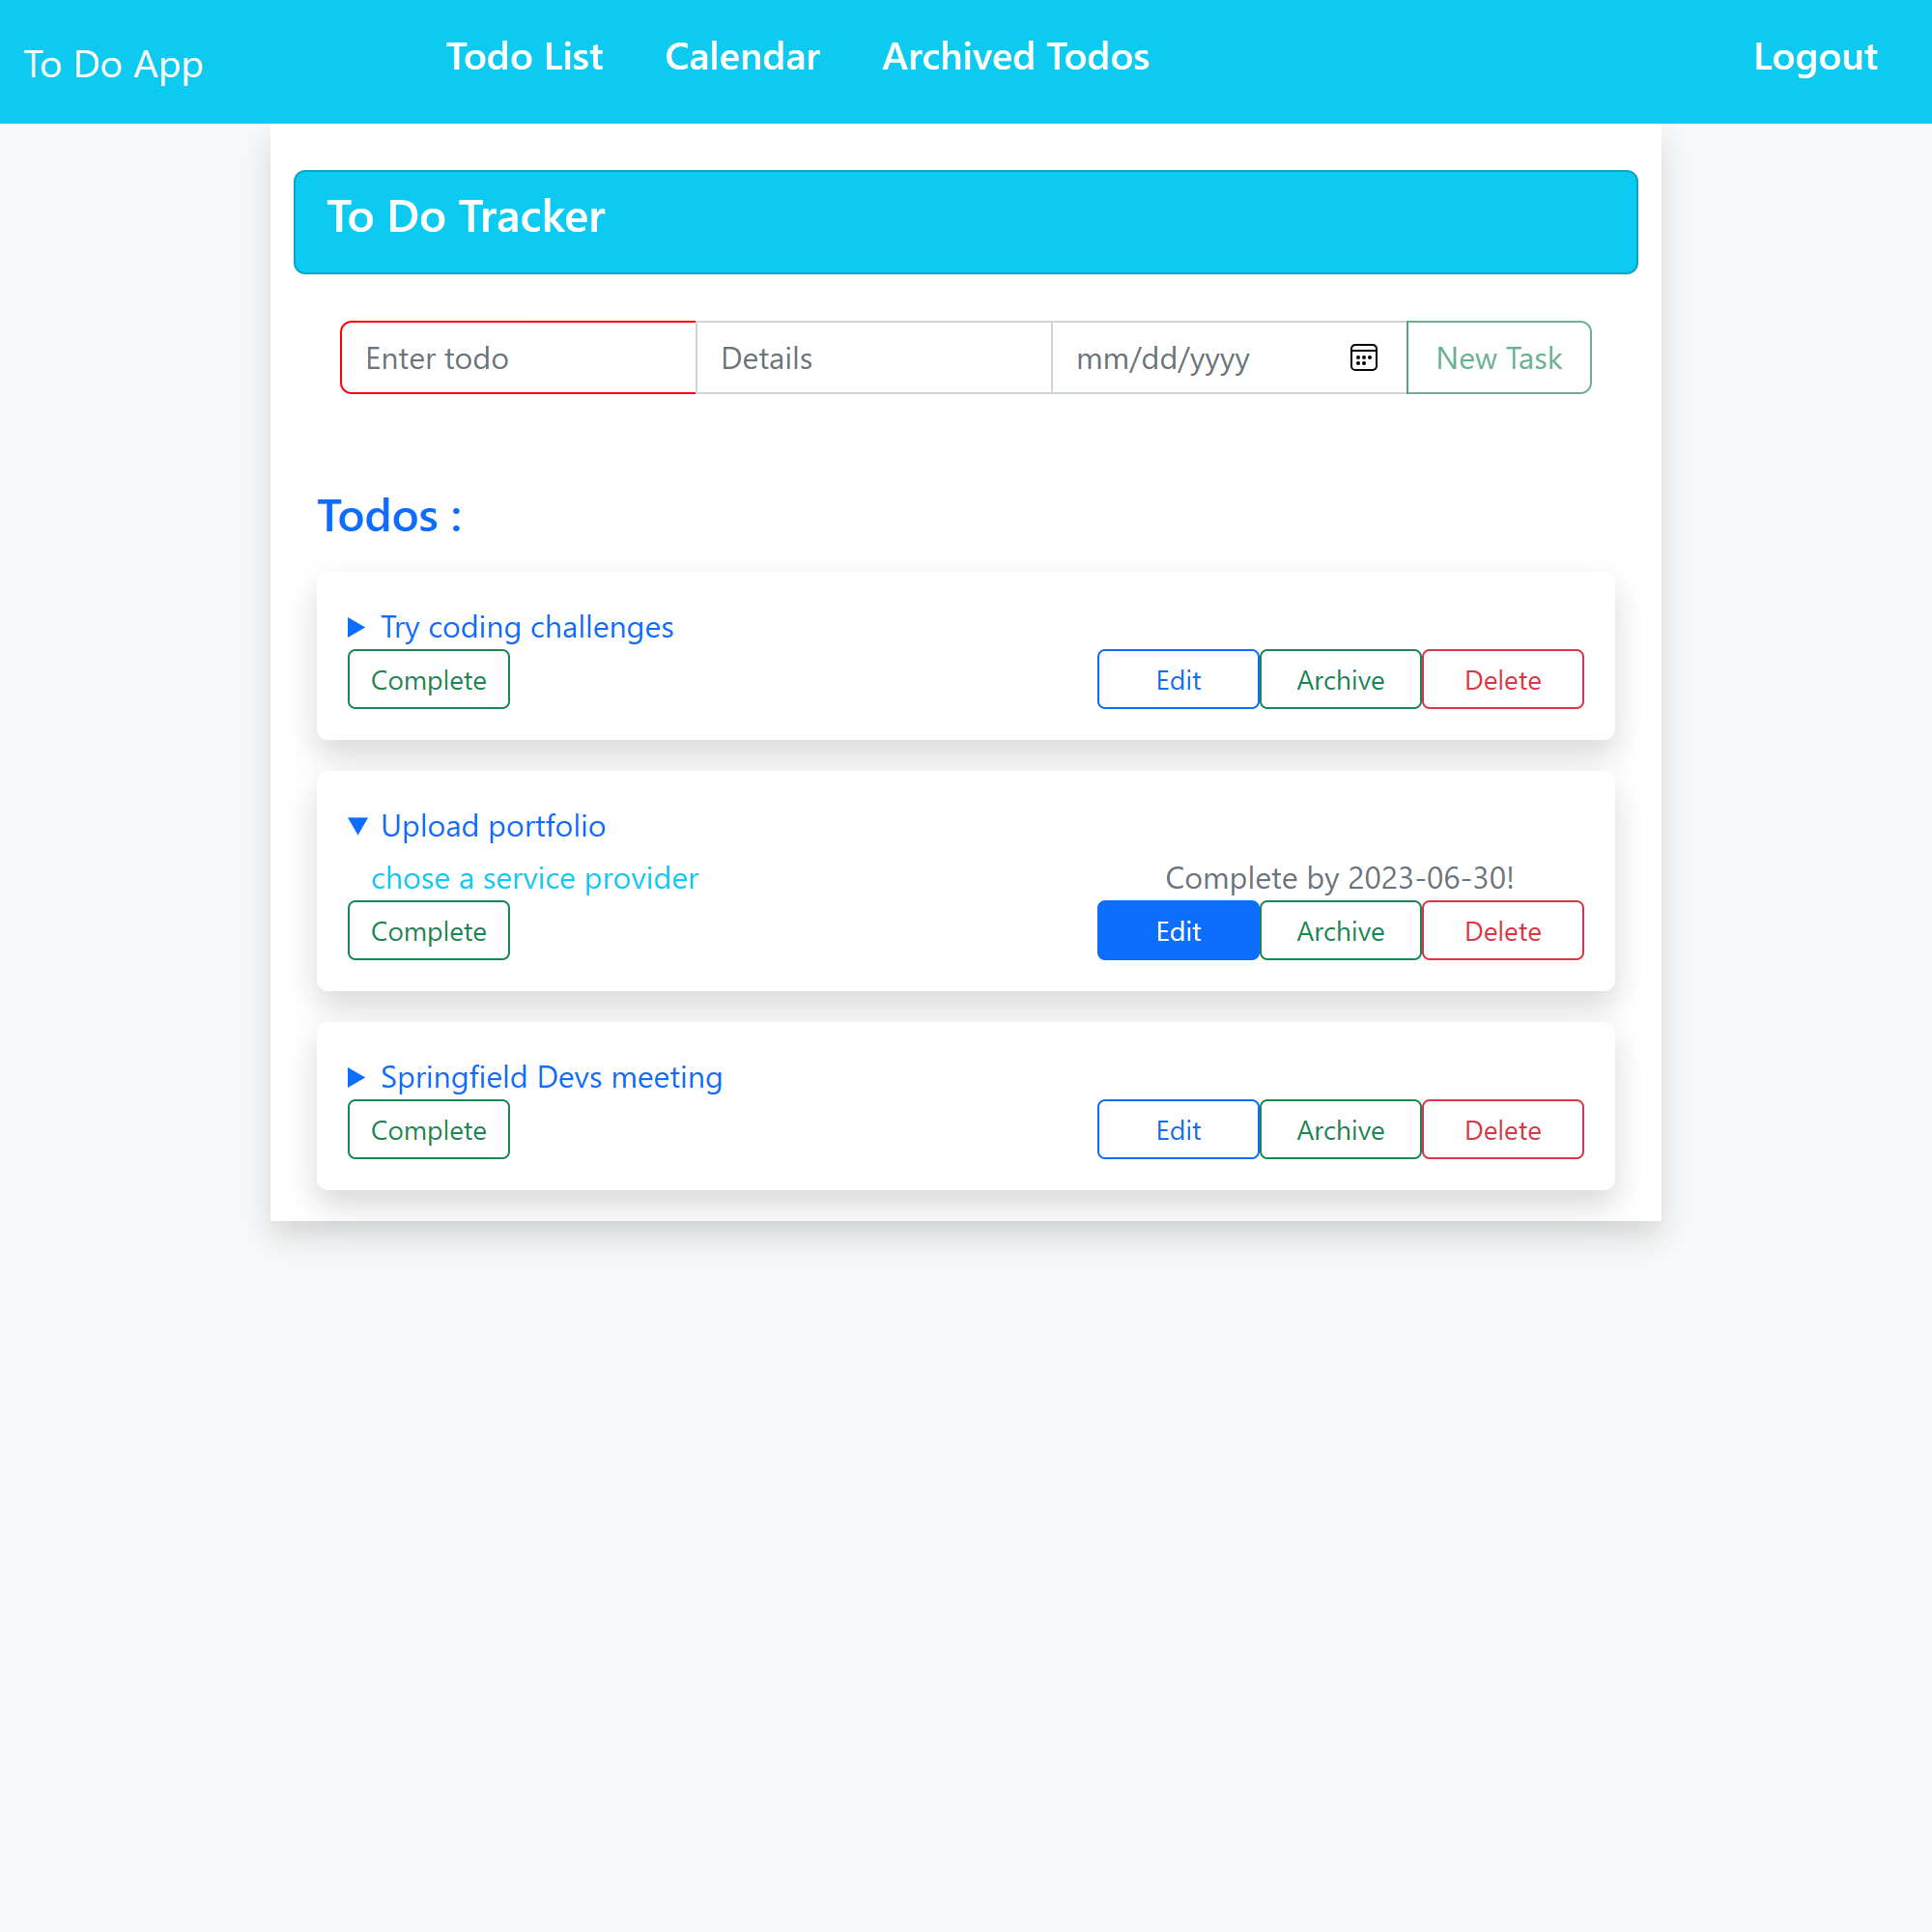 To Do App Todo List Calendar Archived Todos Logout
To Do Tracker
Enter todo Details mm/dd/yyyy New Task
Todos :
Try coding challenges
Complete Edit Archive Delete
Upload portfolio
chose a service provider Complete by 2023-06-30!
Complete Edit Archive Delete
Springfield Devs meeting
Complete Edit Archive Delete